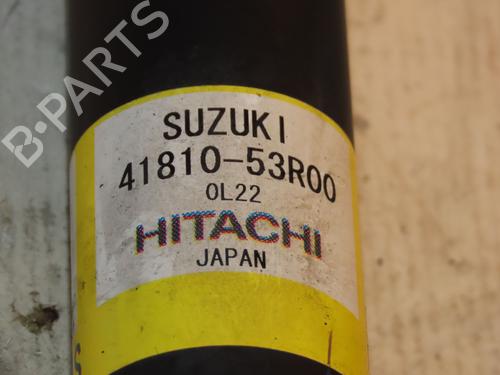 B-PARTS
SUZUKI
41810-53R00
0L22
HITACHI
JAPAN